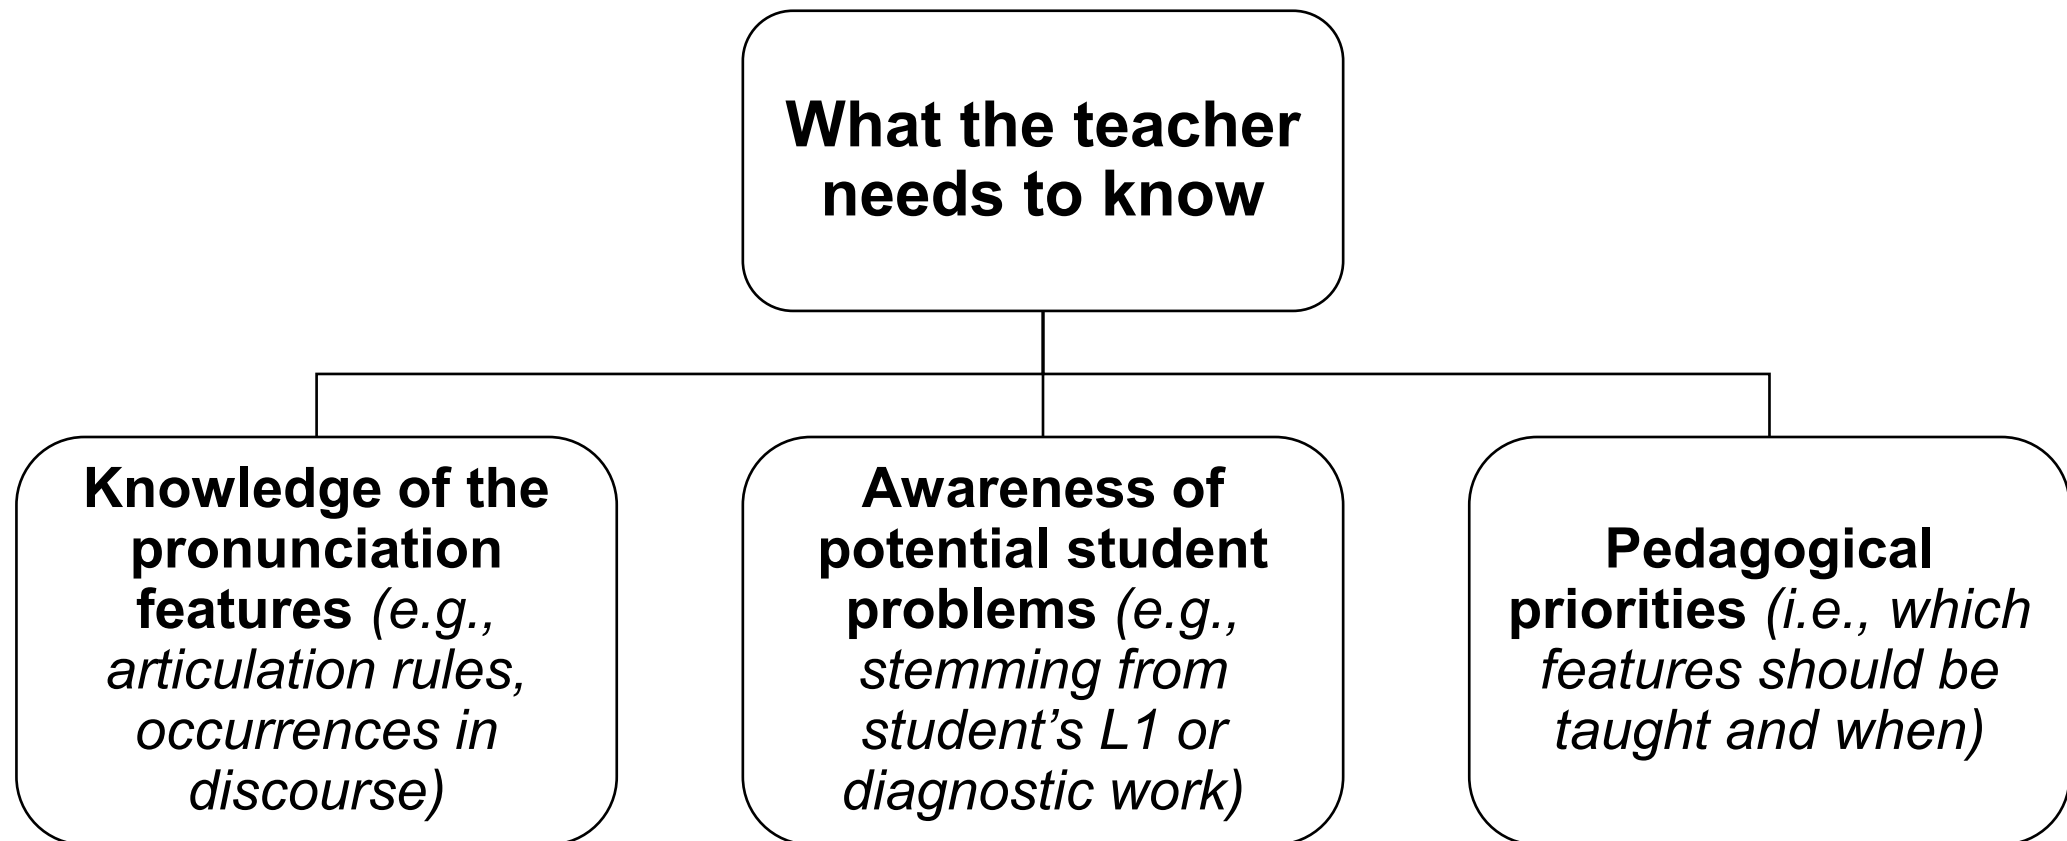 What the teacher
needs to know
Knowledge of the
pronunciation
features (e.g.,
articulation rules,
occurrences in
discourse)
Awareness of
potential student
problems (e.g.,
stemming from
student’s L1 or
diagnostic work)
Pedagogical
priorities (i.e., which
features should be
taught and when)